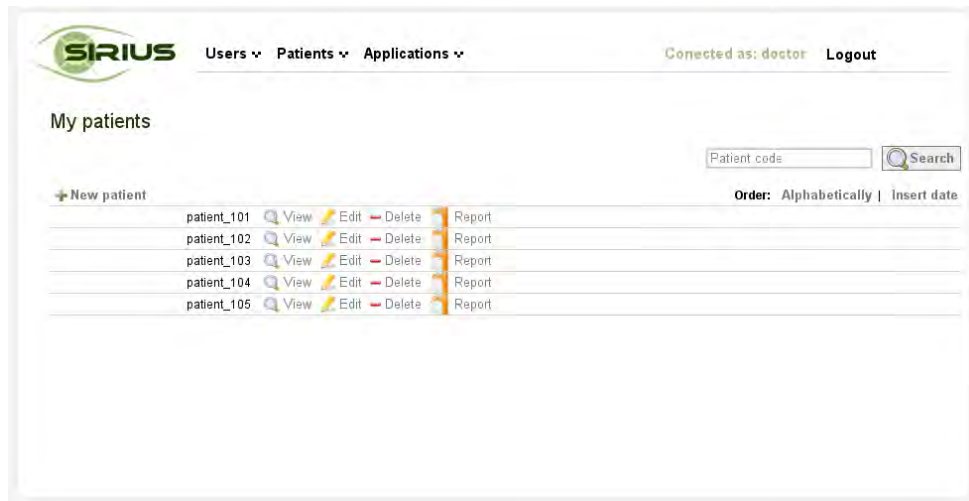 SIRIUS Users Patients Applications Conected as: doctor Logout
My patients
Patient code Search
New patient Order: Alphabetically | Insert date
patient_101 View Edit Delete Report
patient_102 View Edit Delete Report
patient_103 View Edit Delete Report
patient_104 View Edit Delete Report
patient_105 View Edit Delete Report